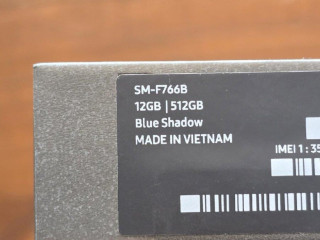 SM-F766B
12GB | 512GB
Blue Shadow
MADE IN VIETNAM
IMEI 1 : 35